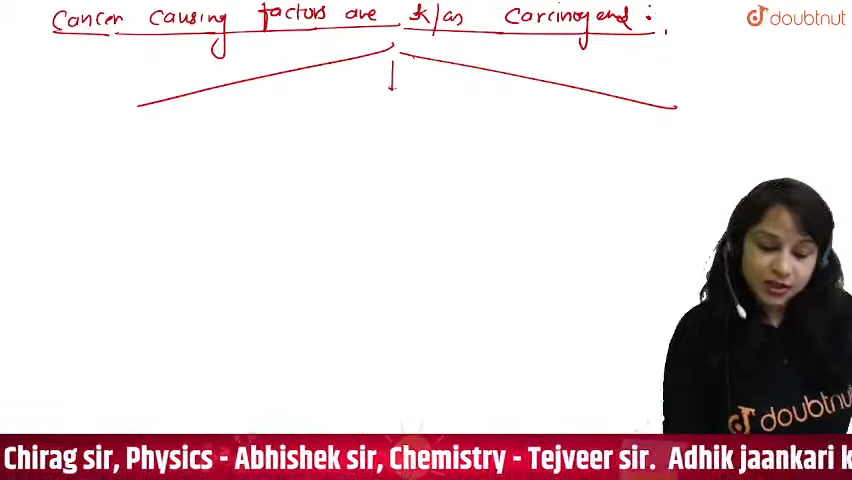 Cancer causing factors are k/as Carcinogens :.
doubtnut
doubtnut
Chirag sir, Physics - Abhishek sir, Chemistry - Tejveer sir. Adhik jaankari k